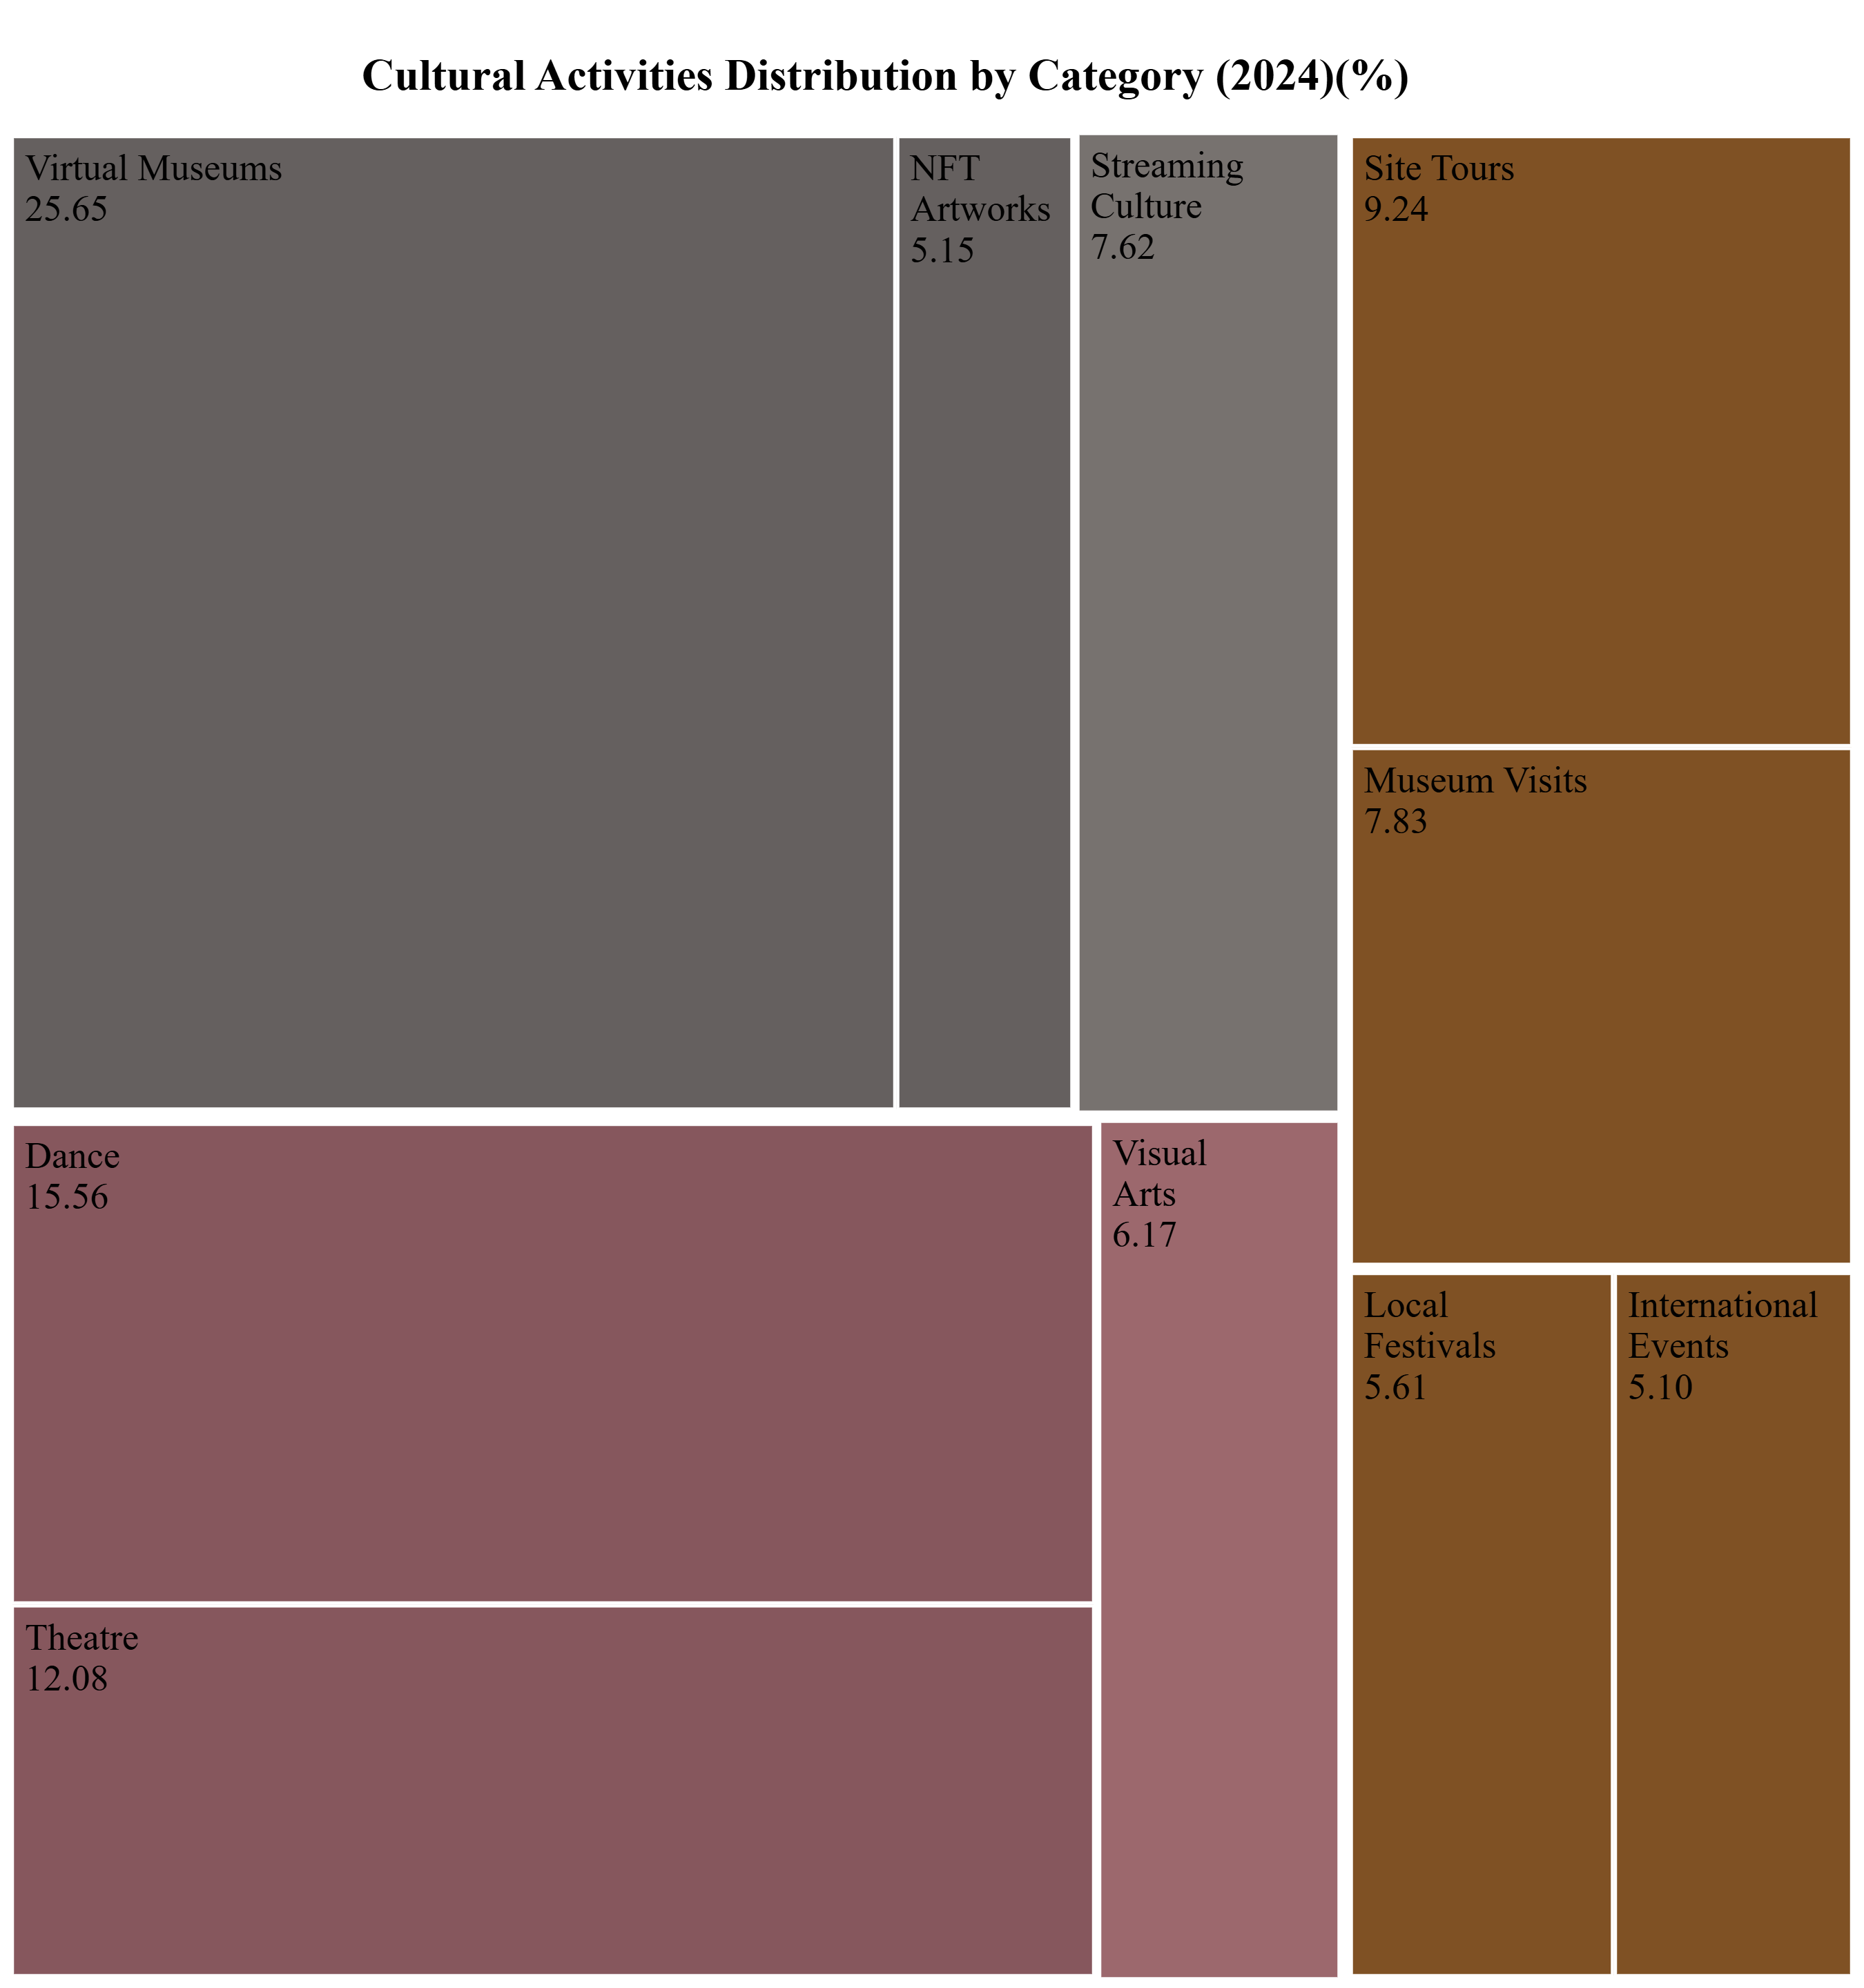 Cultural Activities Distribution by Category (2024)(%)
Virtual Museums
25.65
NFT
Artworks
5.15
Streaming
Culture
7.62
Site Tours
9.24
Museum Visits
7.83
Dance
15.56
Visual
Arts
6.17
Local
Festivals
5.61
International
Events
5.10
Theatre
12.08